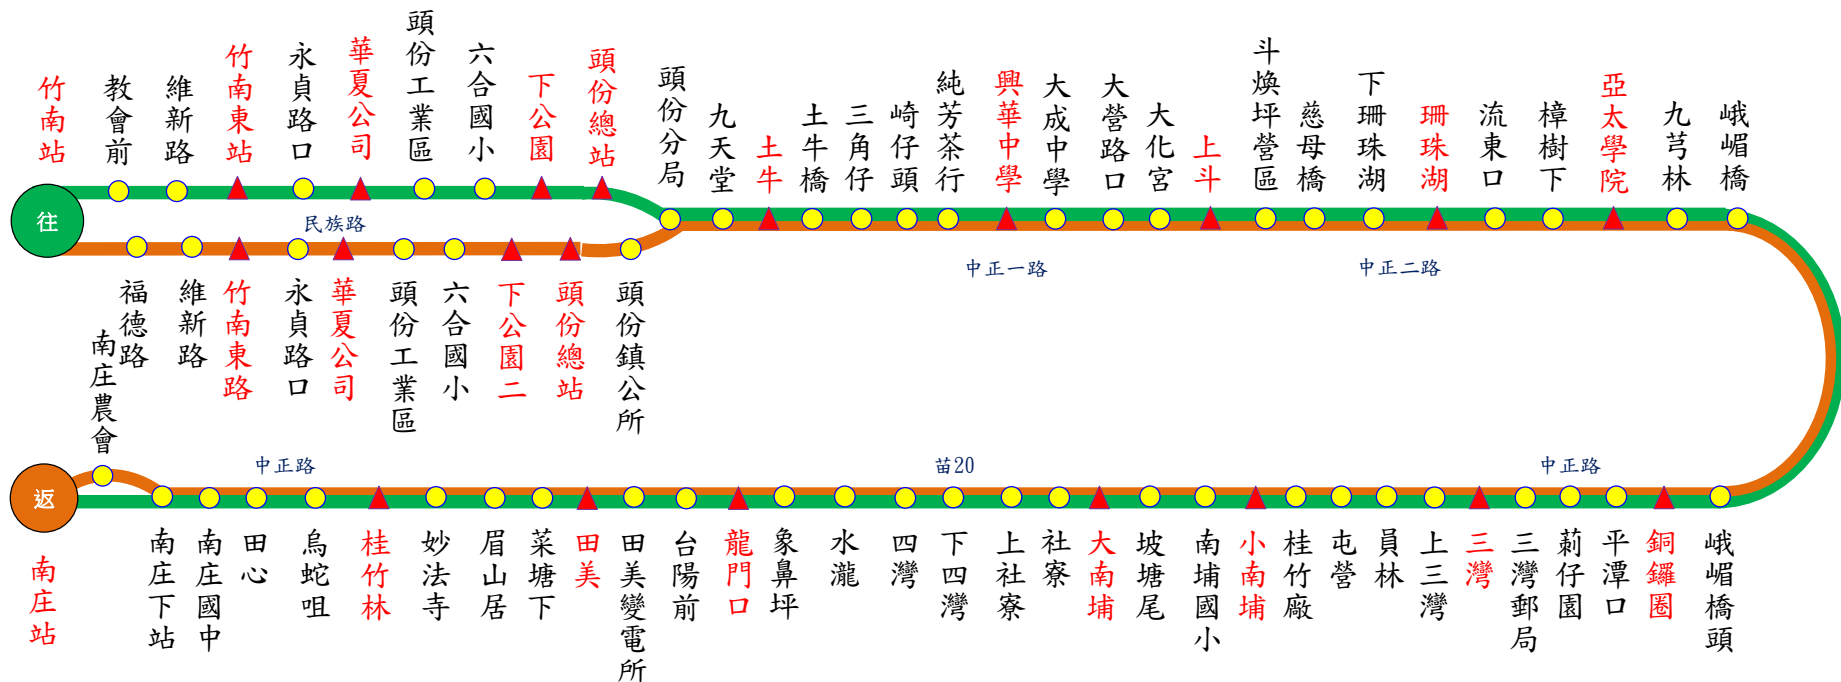 竹南站
教會前
維新路
竹南東站
永貞路口
華夏公司
頭份工業區
六合國小
下公園
頭份總站
頭份分局
九天堂
土牛
土牛橋
三角仔
崎仔頭
純芳茶行
興華中學
大成中學
大營路口
大化宮
上斗
斗煥坪營區
慈母橋
下珊珠湖
珊珠湖
流東口
樟樹下
亞太學院
九芎林
峨嵋橋
往
民族路
中正一路
中正二路
福德路
維新路
竹南東路
永貞路口
華夏公司
頭份工業區
六合國小
下公園二
頭份總站
頭份鎮公所
南庄農會
返
中正路
苗20
中正路
南庄站
南庄下站
南庄國中
田心
烏蛇咀
桂竹林
妙法寺
眉山居
菜塘下
田美
田美變電所
台陽前
龍門口
象鼻坪
水瀧
四灣
下四灣
上社寮
社寮
大南埔
坡塘尾
南埔國小
小南埔
桂竹廠
屯營
員林
上三灣
三灣
三灣郵局
莿仔園
平潭口
銅鑼圈
峨嵋橋頭